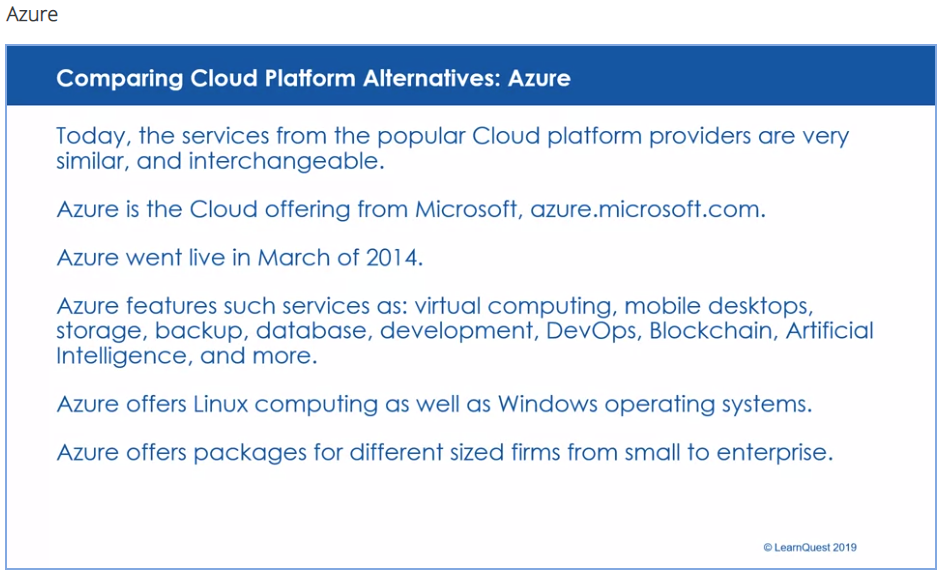 Azure
Comparing Cloud Platform Alternatives: Azure
Today, the services from the popular Cloud platform providers are very
similar, and interchangeable.
Azure is the Cloud offering from Microsoft, azure.microsoft.com.
Azure went live in March of 2014.
Azure features such services as: virtual computing, mobile desktops,
storage, backup, database, development, DevOps, Blockchain, Artificial
Intelligence, and more.
Azure offers Linux computing as well as Windows operating systems.
Azure offers packages for different sized firms from small to enterprise.
© LearnQuest 2019